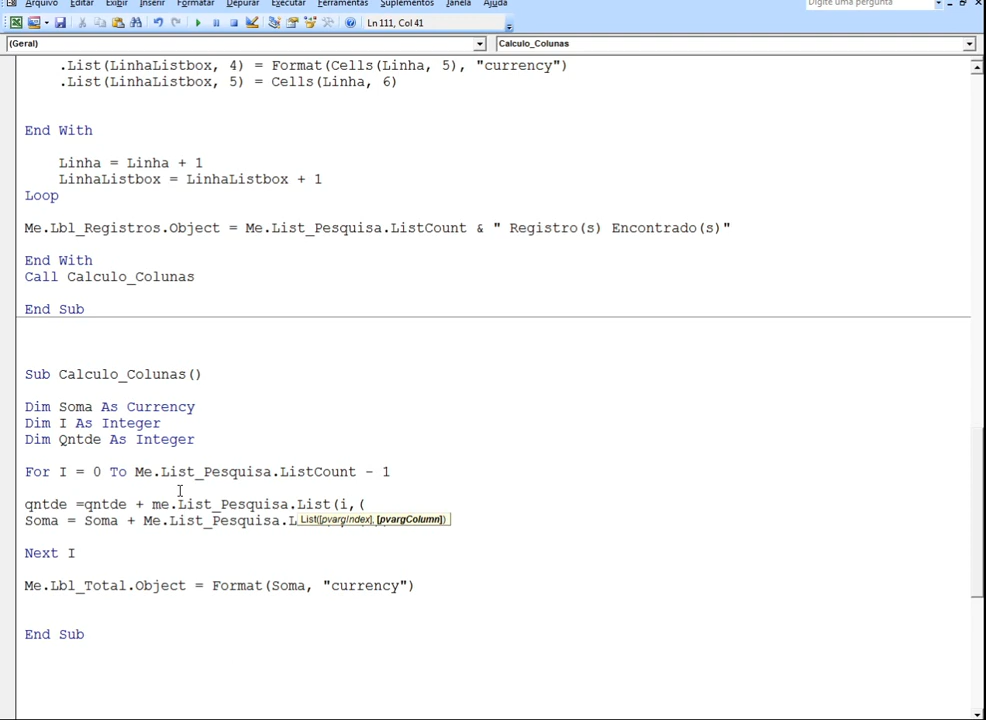 Arquivo Editar Exibir Inserir Formatar Depurar Executar Ferramentas Suplementos Janela Ajuda Digite uma pergunta
Ln 111, Col 41
(Geral) Calculo_Colunas
.List(LinhaListbox, 4) = Format(Cells(Linha, 5), "currency")
.List(LinhaListbox, 5) = Cells(Linha, 6)
End With
Linha = Linha + 1
LinhaListbox = LinhaListbox + 1
Loop
Me.Lbl_Registros.Object = Me.List_Pesquisa.ListCount & " Registro(s) Encontrado(s)"
End With
Call Calculo_Colunas
End Sub
Sub Calculo_Colunas()
Dim Soma As Currency
Dim I As Integer
Dim Qntde As Integer
For I = 0 To Me.List_Pesquisa.ListCount - 1
qntde =qntde + me.List_Pesquisa.List(i,(
Soma = Soma + Me.List_Pesquisa.L
List([pvargIndex], [pvargColumn])
Next I
Me.Lbl_Total.Object = Format(Soma, "currency")
End Sub